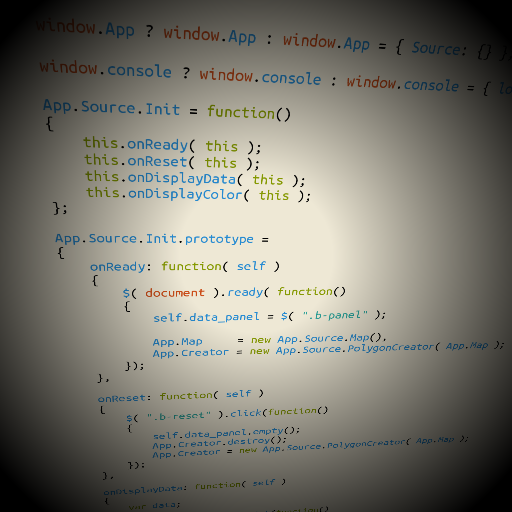 window.App ? window.App : window.App = { Source: {} }
window.console ? window.console : window.console = {
App.Source.Init = function()
{
this.onReady( this );
this.onReset( this );
this.onDisplayData( this );
this.onDisplayColor( this );
};
App.Source.Init.prototype =
{
onReady: function( self )
{
$( document ).ready( function()
{
self.data_panel = $( ".b-panel" );
App.Map = new App.Source.Map(),
App.Creator = new App.Source.PolygonCreator( App.Map );
});
},
onReset: function( self )
{
$( ".b-reset" ).click(function()
{
self.data_panel.empty();
App.Creator.destroy();
App.Creator = new App.Source.PolygonCreator( App.Map );
});
},
onDisplayData: function( self )
{
var data;